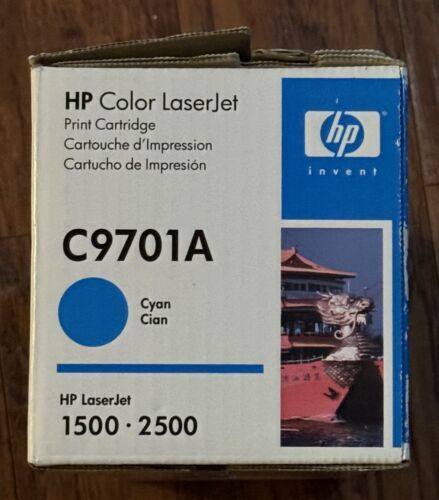 HP Color LaserJet
Print Cartridge
Cartouche d'Impression
Cartucho de Impresión
hp
invent
C9701A
Cyan
Cian
HP LaserJet
1500 · 2500